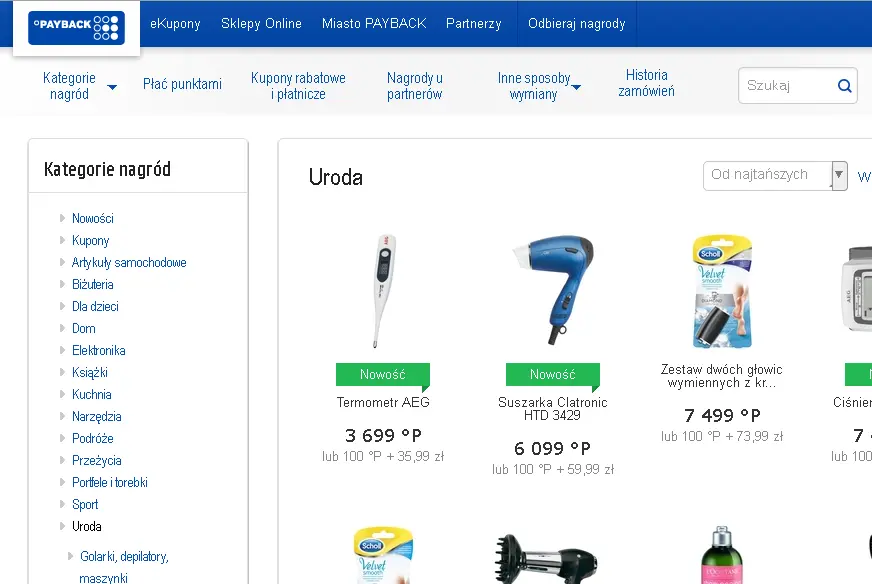 °PAYBACK
eKupony Sklepy Online Miasto PAYBACK Partnerzy Odbieraj nagrody
Kategorie nagród
Płać punktami
Kupony rabatowe i płatnicze
Nagrody u partnerów
Inne sposoby wymiany
Historia zamówień
Szukaj
Kategorie nagród
Nowości
Kupony
Artykuły samochodowe
Biżuteria
Dla dzieci
Dom
Elektronika
Książki
Kuchnia
Narzędzia
Podróże
Przeżycia
Portfele i torebki
Sport
Uroda
Golarki, depilatory,
maszynki
Uroda
Od najtańszych
W
Nowość
Termometr AEG
3 699 °P
lub 100 °P + 35,99 zł
Nowość
Suszarka Clatronic
HTD 3429
6 099 °P
lub 100 °P + 59,99 zł
Scholl
Velvet
smooth
DIAMOND
Zestaw dwóch głowic
wymiennych z kr...
7 499 °P
lub 100 °P + 73,99 zł
AEG
N
Ciśnien
7 4
lub 100
Scholl
Velvet
smooth
L'OCCITANE